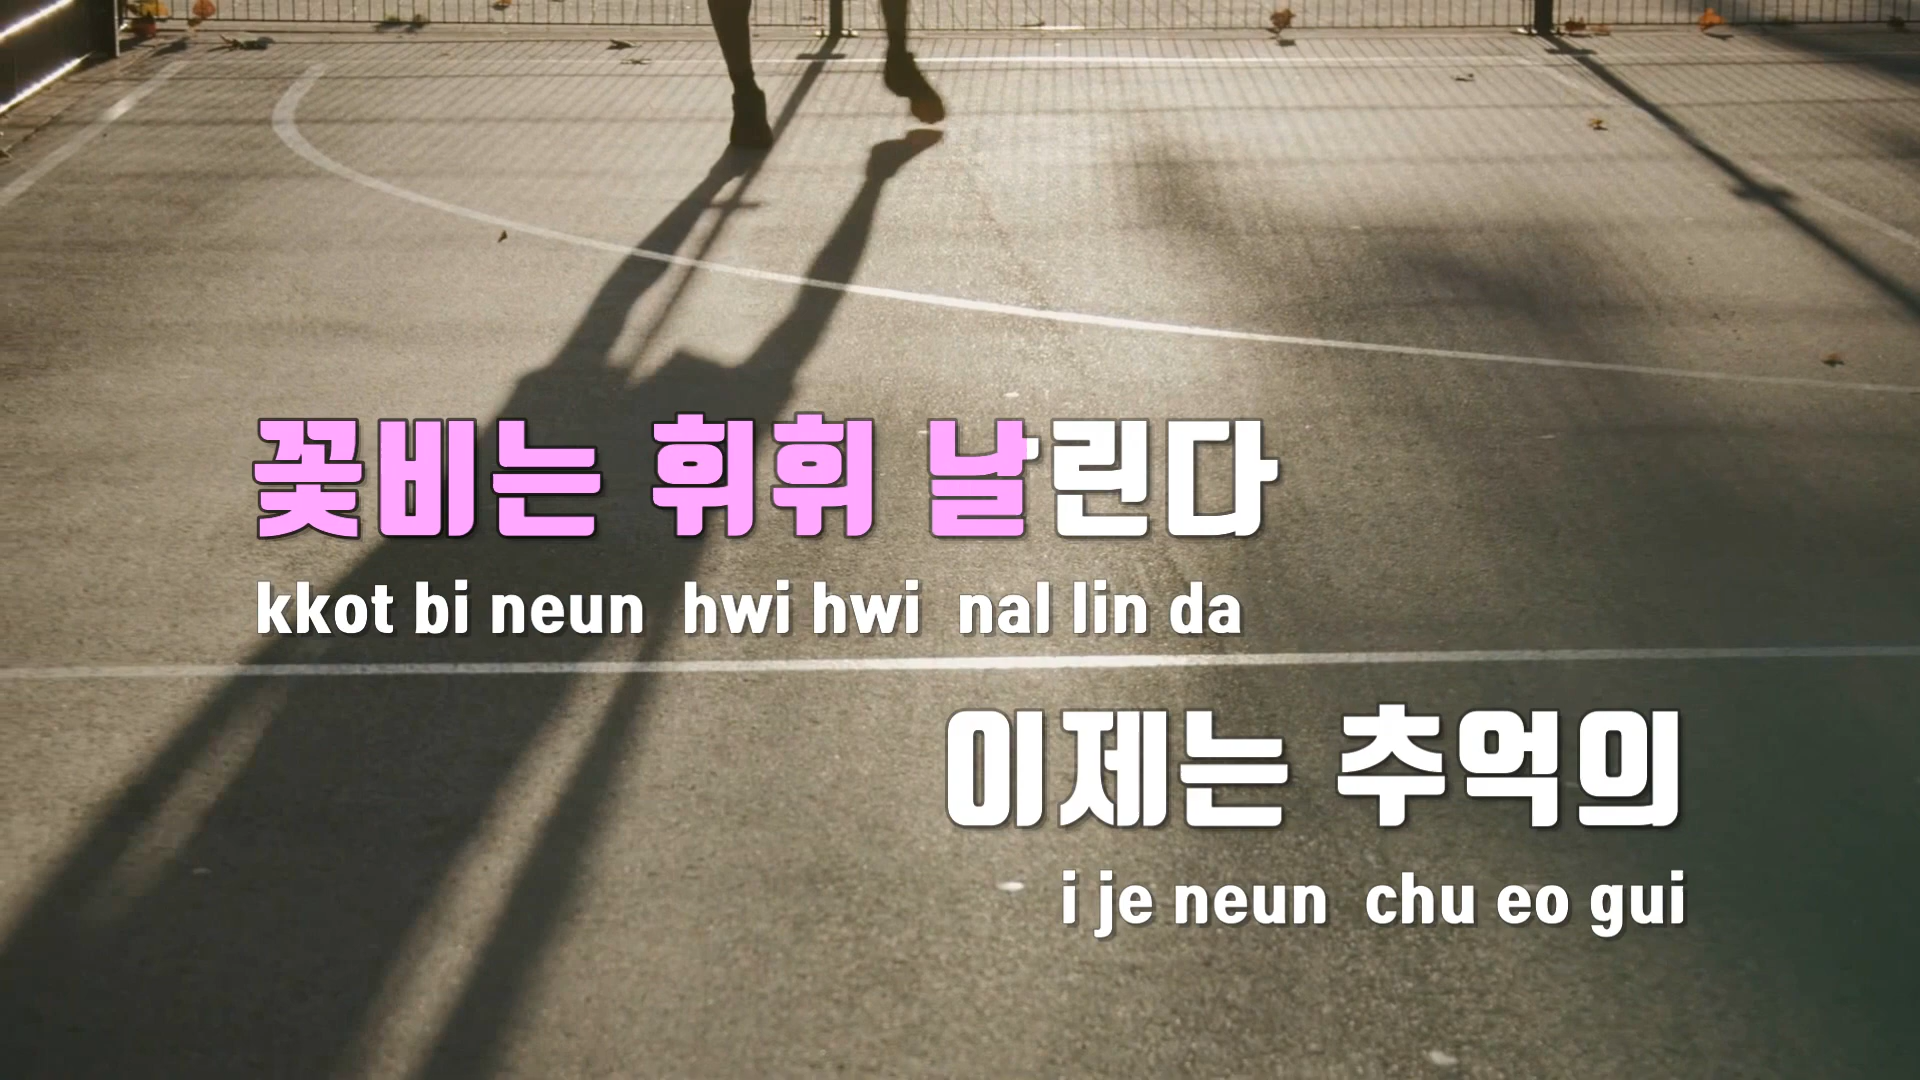 꽃비는 휘휘 날린다
kkot bi neun hwi hwi nal lin da
이제는 추억의
i je neun chu eo gui